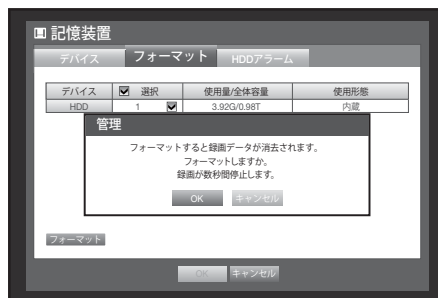 記憶装置
デバイス フォーマット HDDアラーム
デバイス 選択 使用量/全体容量 使用形態
HDD 1 3.92G/0.98T 内蔵
管理
フォーマットすると録画データが消去されます。
フォーマットしますか。
録画が数秒間停止します。
OK キャンセル
フォーマット
OK キャンセル